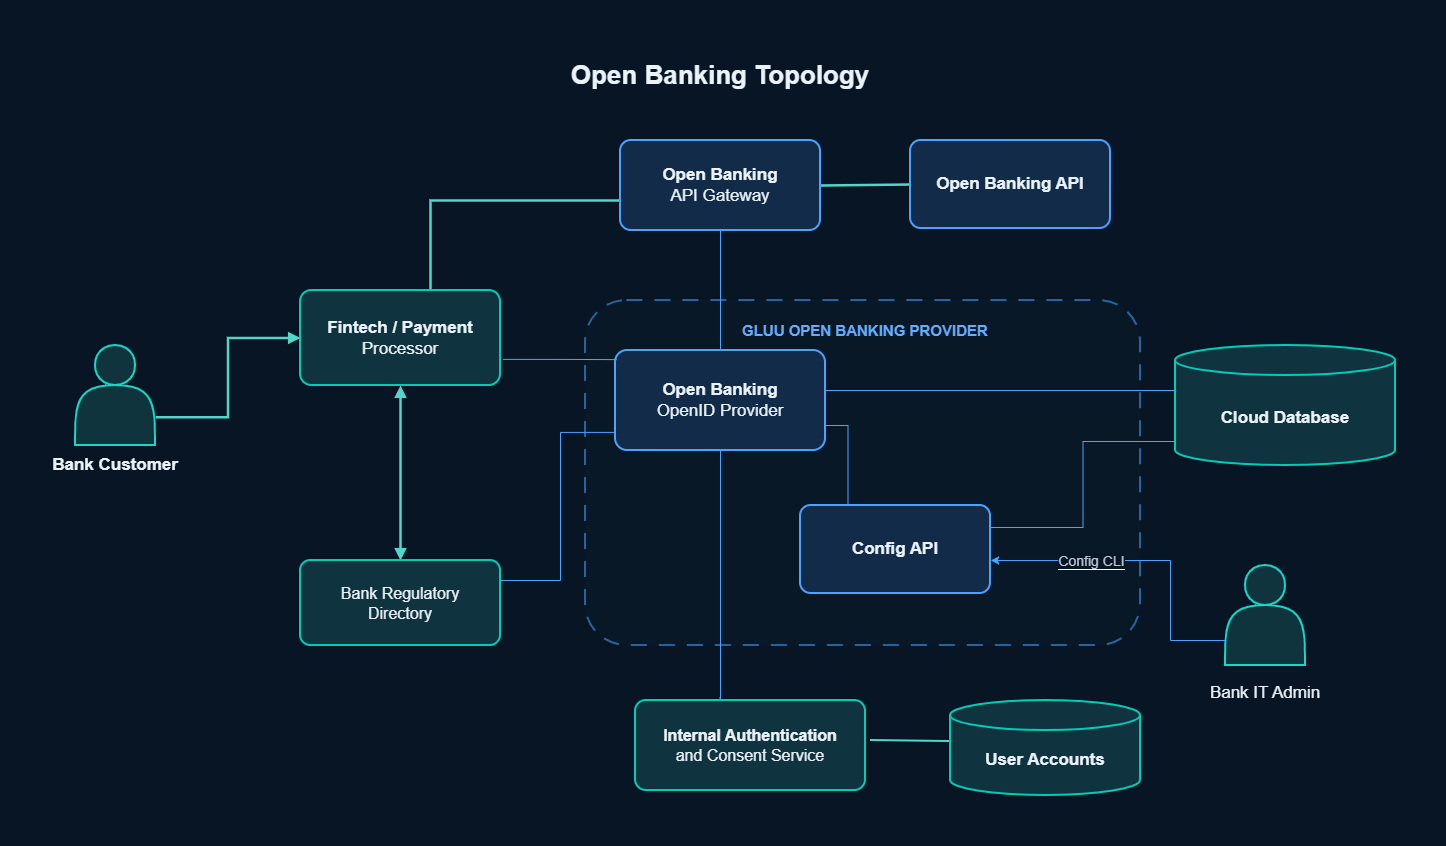 Open Banking Topology
Open Banking
API Gateway
Open Banking API
Fintech / Payment
Processor
GLUU OPEN BANKING PROVIDER
Open Banking
OpenID Provider
Cloud Database
Bank Customer
Config API
Config CLI
Bank Regulatory
Directory
Bank IT Admin
Internal Authentication
and Consent Service
User Accounts